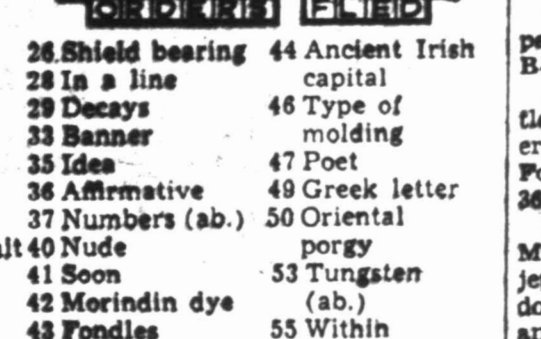 ORDERS FLED
26 Shield bearing
28 In a line
29 Decays
33 Banner
35 Idea
36 Affirmative
37 Numbers (ab.)
40 Nude
41 Soon
42 Morindin dye
43 Fondles
44 Ancient Irish
capital
46 Type of
molding
47 Poet
49 Greek letter
50 Oriental
porgy
53 Tungsten
(ab.)
55 Within